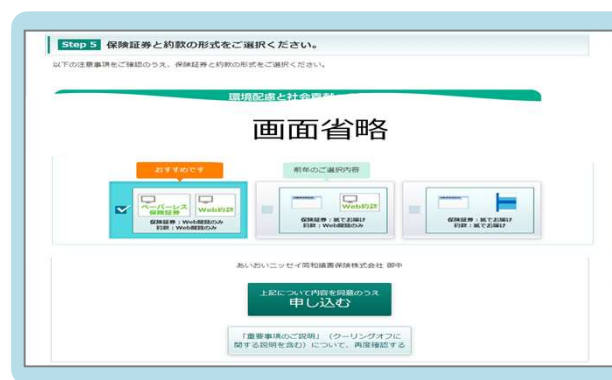 Step 5 保険証券と約款の形式をご選択ください。
以下の注意事項をご確認のうえ、保険証券と約款の形式をご選択ください。
環境配慮と社会貢献
画面省略
おすすめです
前年のご選択内容
ペーパーレス
保険証券
Web約款
保険証券：Web閲覧のみ
約款：Web閲覧のみ
Web約款
保険証券：紙でお届け
約款：Web閲覧のみ
保険証券：紙でお届け
約款：紙でお届け
あいおいニッセイ同和損害保険株式会社 御中
上記について内容を同意のうえ
申し込む
「重要事項のご説明」（クーリングオフに
関する説明を含む）について、再度確認する